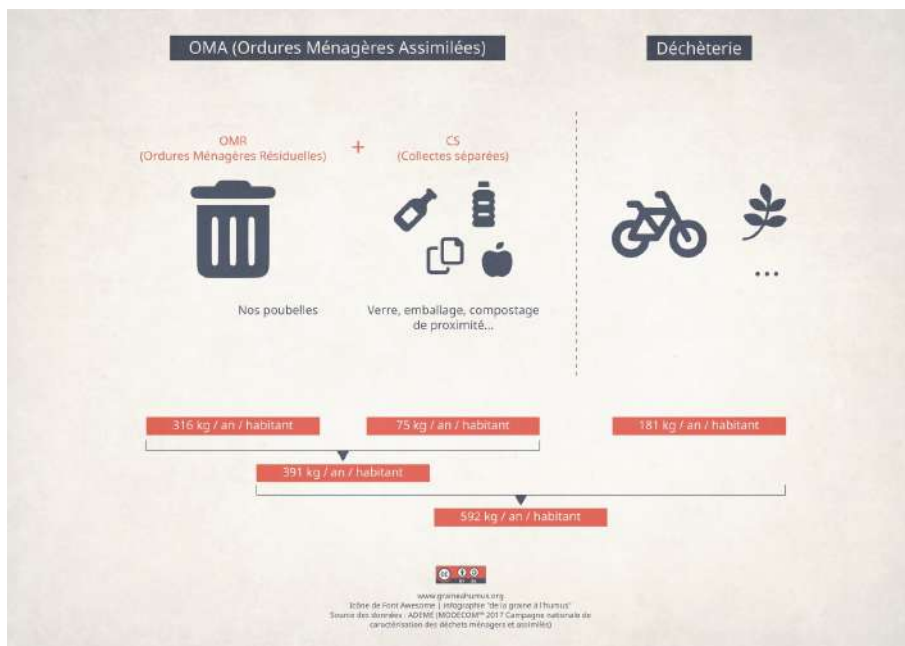 OMA (Ordures Ménagères Assimilées)
Déchèterie
OMR
(Ordures Ménagères Résiduelles)
+
CS
(Collectes séparées)
...
Nos poubelles
Verre, emballage, compostage
de proximité...
316 kg / an / habitant
75 kg / an / habitant
181 kg / an / habitant
391 kg / an / habitant
592 kg / an / habitant
www.graineahumus.org
Icône de Font Awesome | infographie "de la graine à l'humus"
Source des données : ADEME (MODECOM™ 2017 Campagne nationale de
caractérisation des déchets ménagers et assimilés)